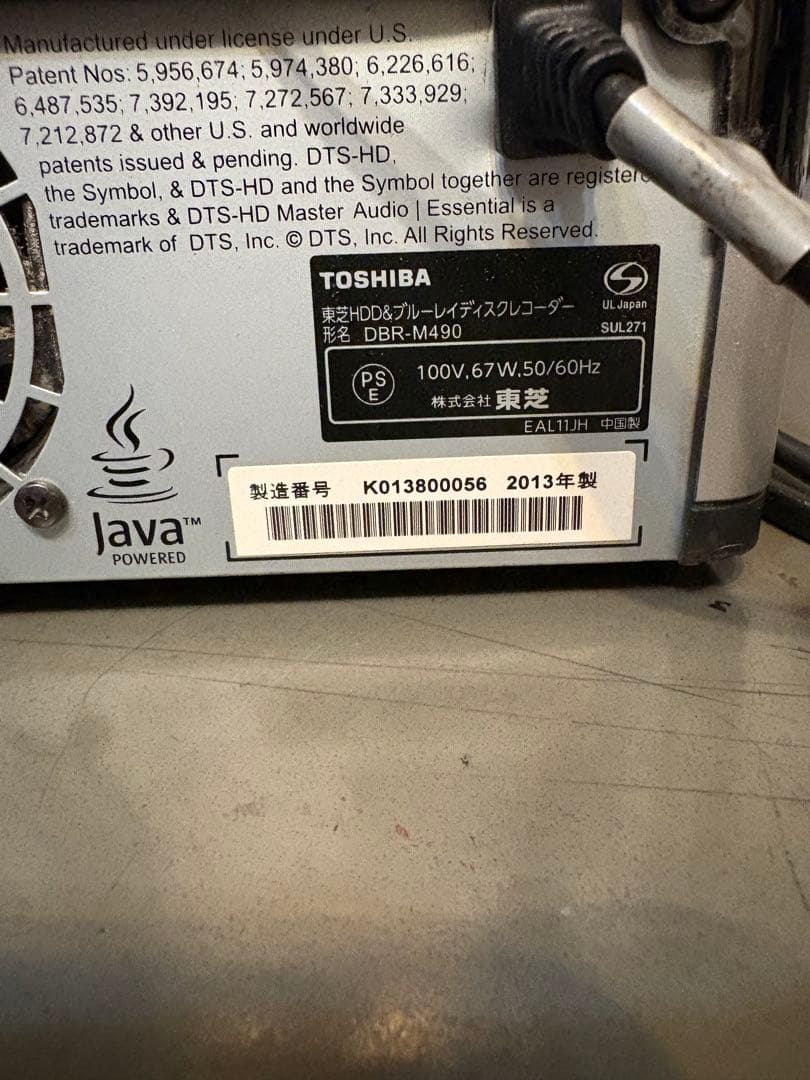 Manufactured under license under U.S.
Patent Nos: 5,956,674; 5,974,380; 6,226,616;
6,487,535; 7,392,195; 7,272,567; 7,333,929;
7,212,872 & other U.S. and worldwide
patents issued & pending. DTS-HD,
the Symbol, & DTS-HD and the Symbol together are
trademarks & DTS-HD Master Audio | Essential is a
trademark of DTS, Inc. © DTS, Inc. All Rights Reserved.
TOSHIBA
東芝HDD&ブルーレイディスクレコーダー
形名 DBR-M490
UL Japan
SUL271
PS
E
100V,67W,50/60Hz
株式会社 東芝
EAL11JH 中国製
製造番号 K013800056 2013年製
Java™
POWERED